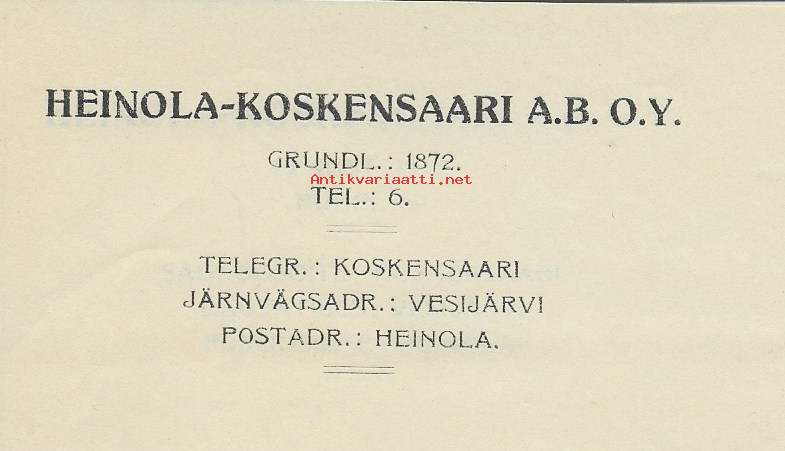 HEINOLA-KOSKENSAARI A.B. O.Y.
GRUNDL.: 1872.
Antikvariaatti.net
TEL.: 6.
TELEGR.: KOSKENSAARI
JÄRNVÄGSADR.: VESIJÄRVI
POSTADR.: HEINOLA.